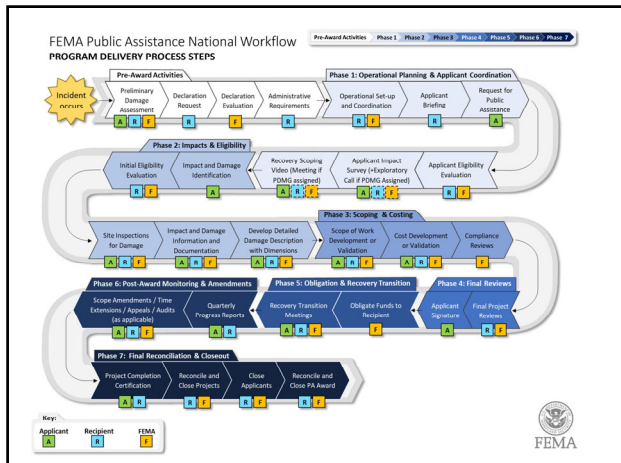 FEMA Public Assistance National Workflow
PROGRAM DELIVERY PROCESS STEPS
Pre-Award Activities Phase 1 Phase 2 Phase 3 Phase 4 Phase 5 Phase 6 Phase 7
Pre-Award Activities
Phase 1: Operational Planning & Applicant Coordination
Incident
occurs
Preliminary
Damage
Assessment
A R F
Declaration
Request
R
Declaration
Evaluation
F
Administrative
Requirements
R
Operational Set-up
and Coordination
R F
Applicant
Briefing
R
Request for
Public
Assistance
A
Phase 2: Impacts & Eligibility
Initial Eligibility
Evaluation
R F
Impact and Damage
Identification
A
Recovery Scoping
Video (Meeting if
PDMG assigned)
A R F
Applicant Impact
Survey (+Exploratory
Call if PDMG Assigned)
A R F
Applicant Eligibility
Evaluation
R F
Phase 3: Scoping & Costing
Site Inspections
for Damage
A R F
Impact and Damage
Information and
Documentation
A R F
Develop Detailed
Damage Description
with Dimensions
A R F
Scope of Work
Development or
Validation
A R F
Cost Development
or Validation
A R F
Compliance
Reviews
F
Phase 6: Post-Award Monitoring & Amendments
Phase 5: Obligation & Recovery Transition
Phase 4: Final Reviews
Scope Amendments / Time
Extensions / Appeals / Audits
(as applicable)
A R F
Quarterly
Progress Reports
A R
Recovery Transition
Meetings
A R F
Obligate Funds to
Recipient
F
Applicant
Signature
A
Final Project
Reviews
R F
Phase 7: Final Reconciliation & Closeout
Project Completion
Certification
A R
Reconcile and
Close Projects
R F
Close
Applicants
R F
Reconcile and
Close PA Award
R F
Key:
Applicant Recipient FEMA
A R F
FEMA